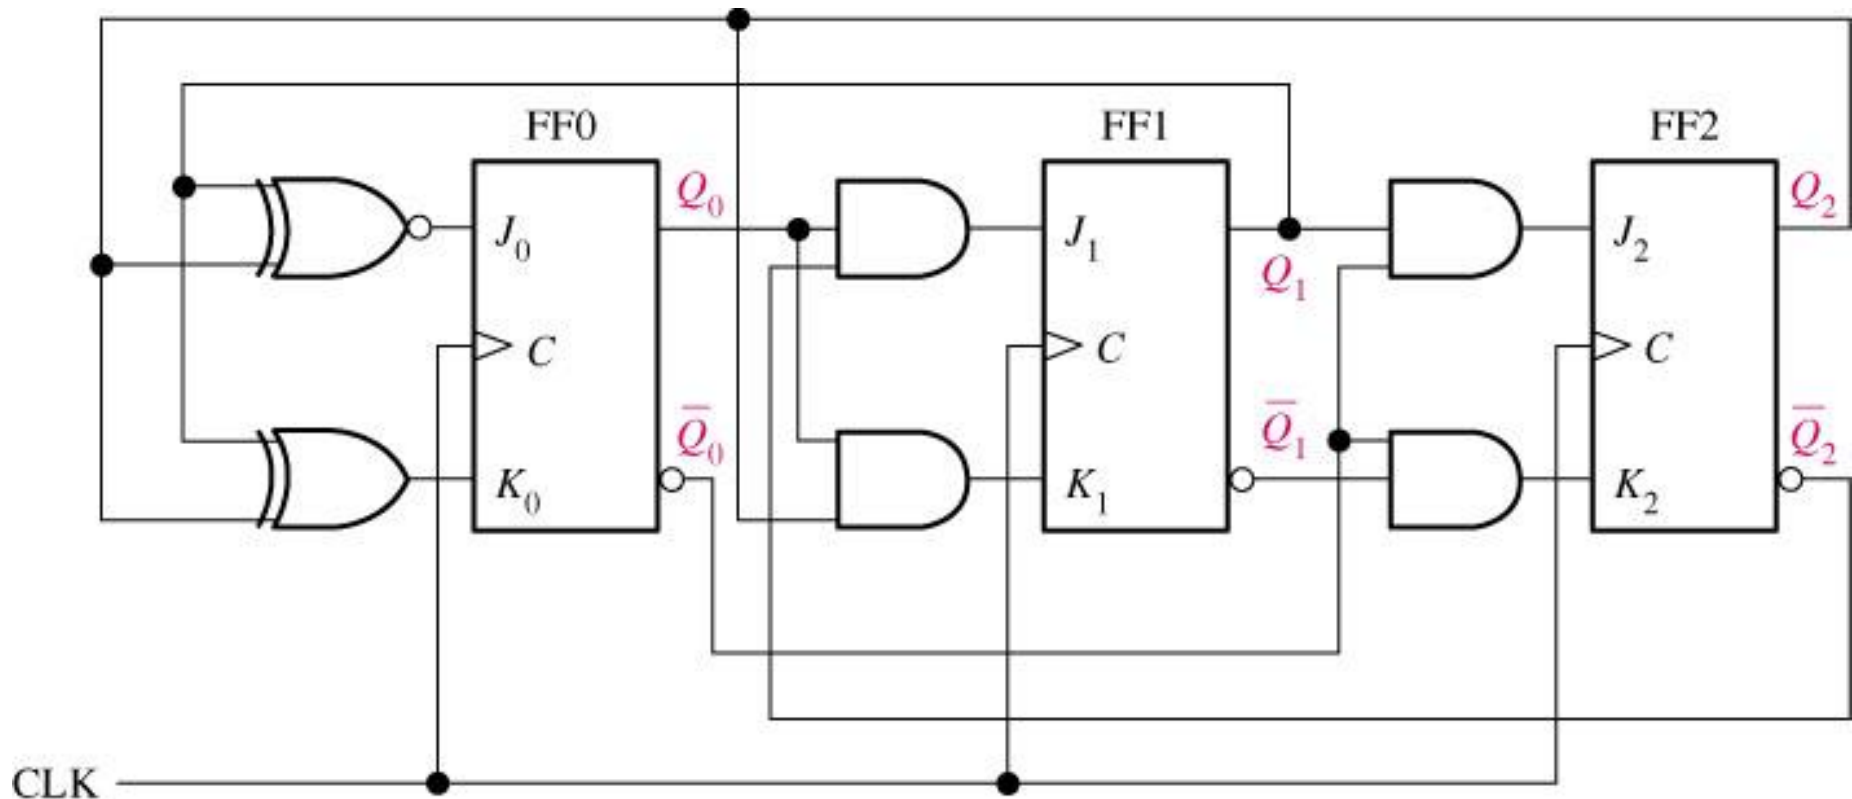 FF0 FF1 FF2
Q₀ Q₂
J₀ J₁ J₂
Q₁
C C C
Q̅₀ Q̅₁ Q̅₂
K₀ K₁ K₂
CLK